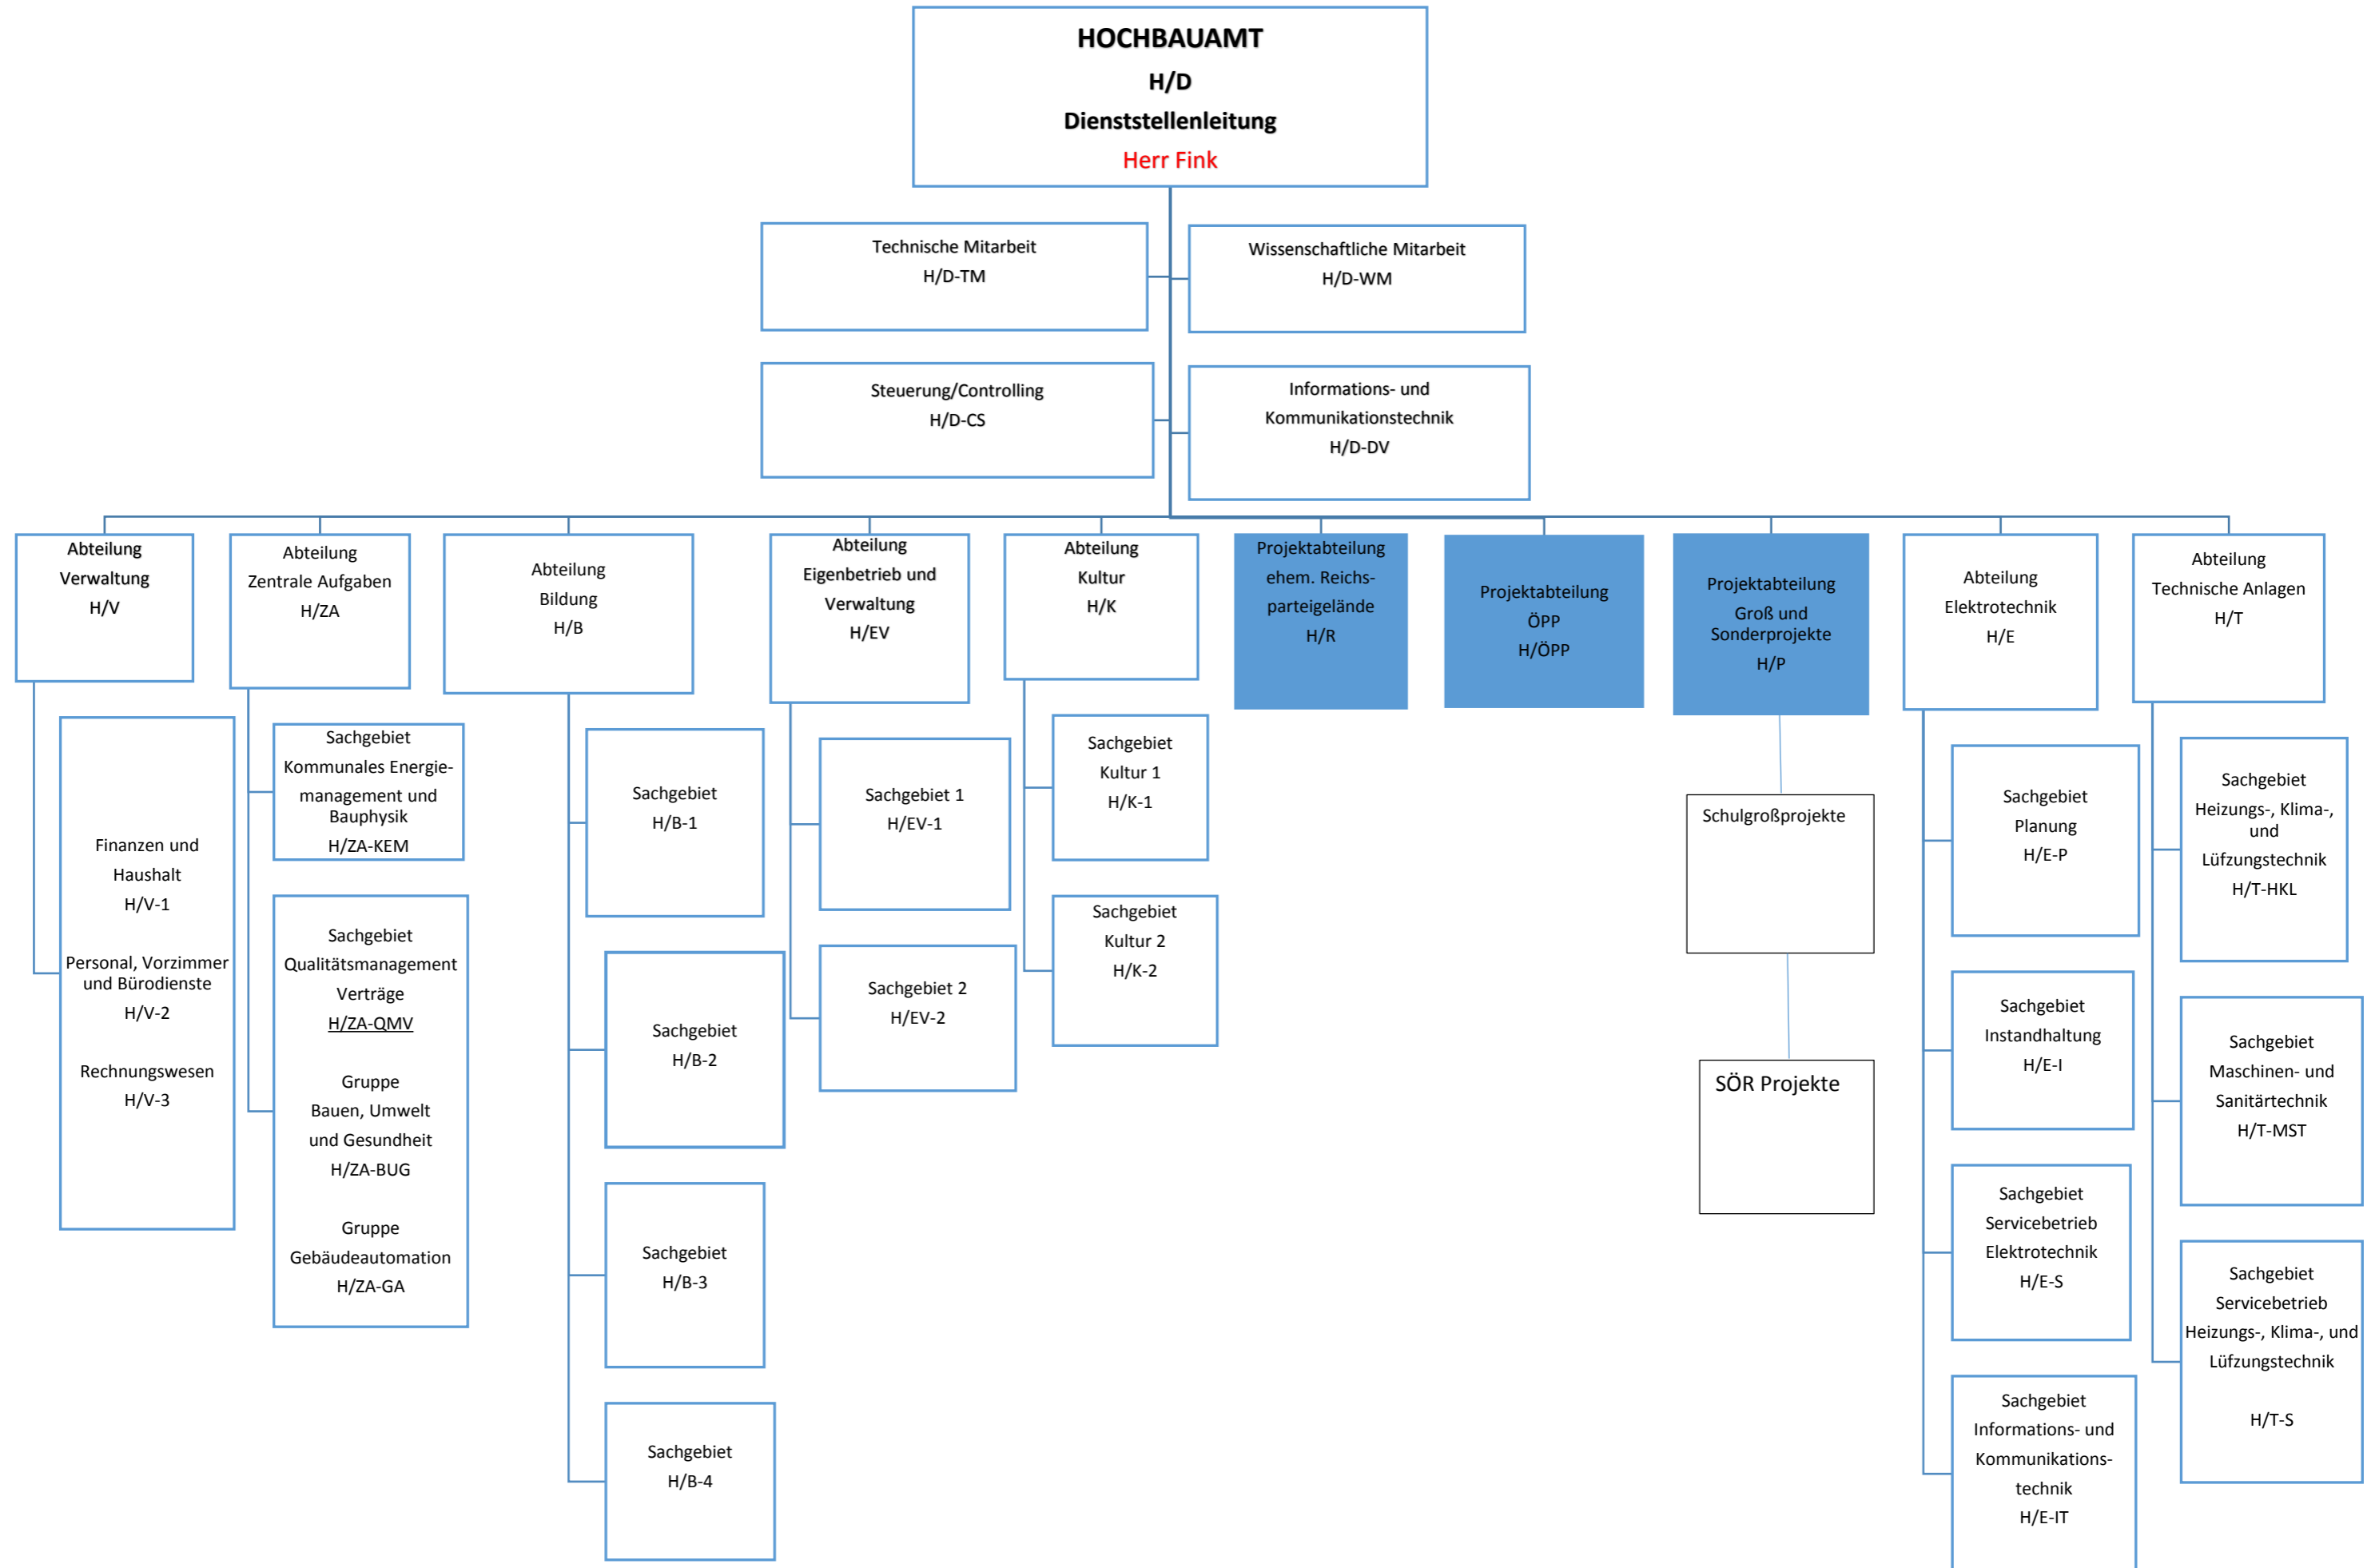 HOCHBAUAMT
H/D
Dienststellenleitung
Herr Fink
Technische Mitarbeit
H/D-TM
Wissenschaftliche Mitarbeit
H/D-WM
Steuerung/Controlling
H/D-CS
Informations- und
Kommunikationstechnik
H/D-DV
Abteilung
Verwaltung
H/V
Abteilung
Zentrale Aufgaben
H/ZA
Abteilung
Bildung
H/B
Abteilung
Eigenbetrieb und
Verwaltung
H/EV
Abteilung
Kultur
H/K
Projektabteilung
ehem. Reichs-
parteigelände
H/R
Projektabteilung
ÖPP
H/ÖPP
Projektabteilung
Groß und
Sonderprojekte
H/P
Abteilung
Elektrotechnik
H/E
Abteilung
Technische Anlagen
H/T
Finanzen und
Haushalt
H/V-1
Personal, Vorzimmer
und Bürodienste
H/V-2
Rechnungswesen
H/V-3
Sachgebiet
Kommunales Energie-
management und
Bauphysik
H/ZA-KEM
Sachgebiet
Qualitätsmanagement
Verträge
H/ZA-QMV
Gruppe
Bauen, Umwelt
und Gesundheit
H/ZA-BUG
Gruppe
Gebäudeautomation
H/ZA-GA
Sachgebiet
H/B-1
Sachgebiet
H/B-2
Sachgebiet
H/B-3
Sachgebiet
H/B-4
Sachgebiet 1
H/EV-1
Sachgebiet 2
H/EV-2
Sachgebiet
Kultur 1
H/K-1
Sachgebiet
Kultur 2
H/K-2
Schulgroßprojekte
SÖR Projekte
Sachgebiet
Planung
H/E-P
Sachgebiet
Instandhaltung
H/E-I
Sachgebiet
Servicebetrieb
Elektrotechnik
H/E-S
Sachgebiet
Informations- und
Kommunikations-
technik
H/E-IT
Sachgebiet
Heizungs-, Klima-,
und
Lüfzungstechnik
H/T-HKL
Sachgebiet
Maschinen- und
Sanitärtechnik
H/T-MST
Sachgebiet
Servicebetrieb
Heizungs-, Klima-, und
Lüfzungstechnik
H/T-S